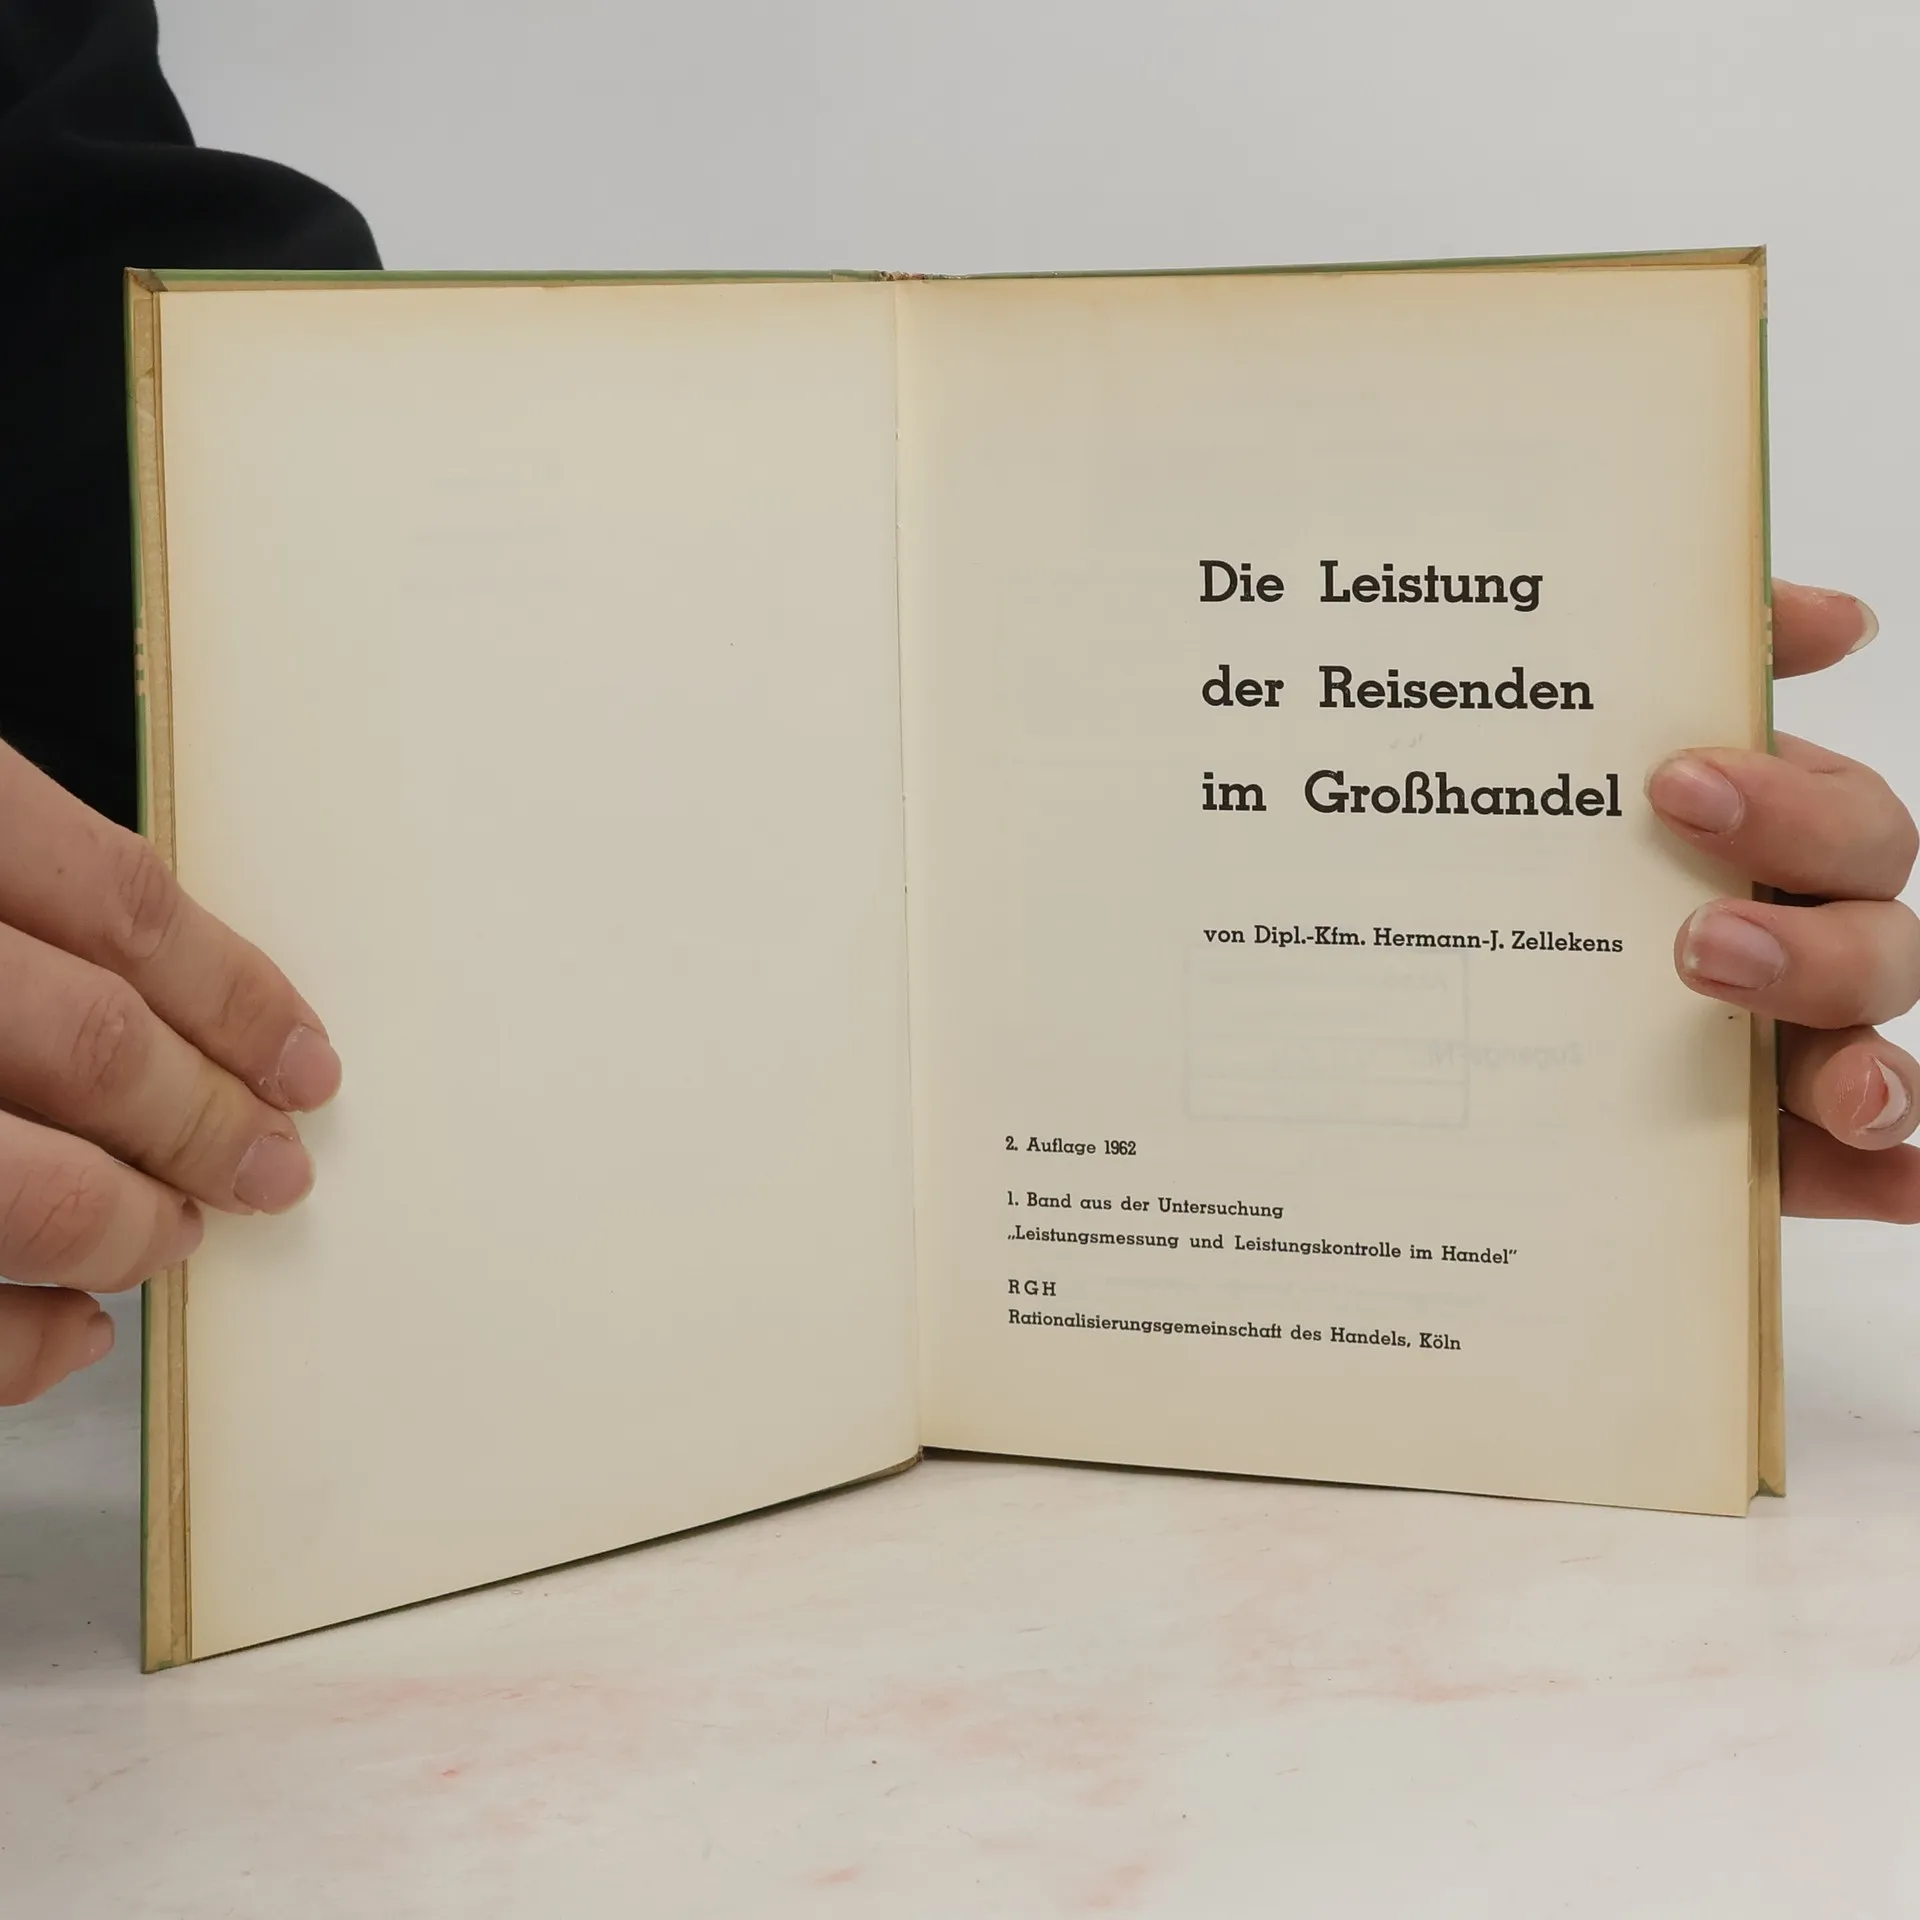 Die Leistung
der Reisenden
im Großhandel
von Dipl.-Kfm. Hermann-J. Zellekens
2. Auflage 1962
1. Band aus der Untersuchung
„Leistungsmessung und Leistungskontrolle im Handel"
RGH
Rationalisierungsgemeinschaft des Handels, Köln